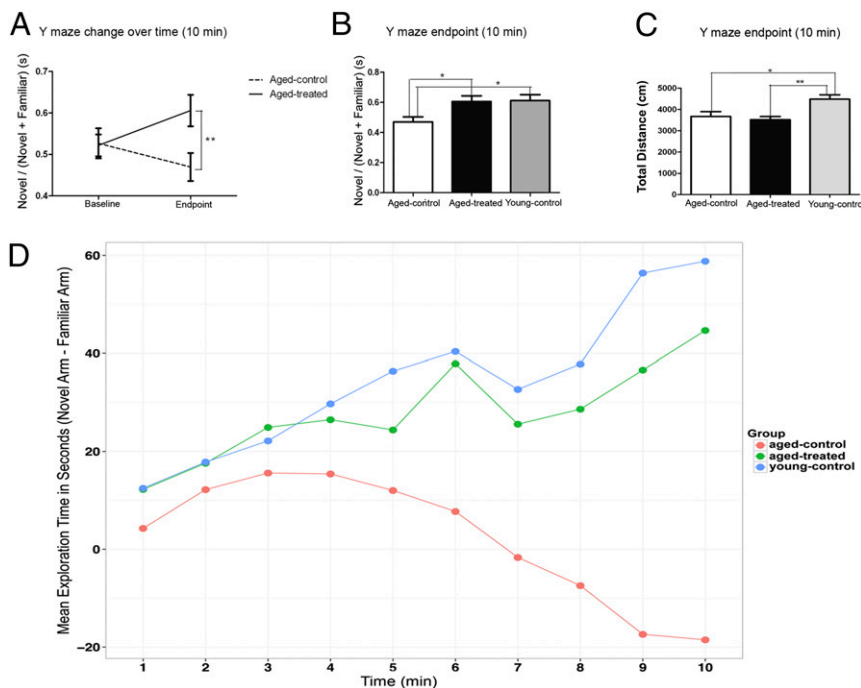 A
Y maze change over time (10 min)
Novel / (Novel + Familiar) (s)
0.7
0.6
0.5
0.4
Baseline
Endpoint
**
Aged-control
Aged-treated
B
Y maze endpoint (10 min)
Novel / (Novel + Familiar) (s)
0.8
0.6
0.4
0.2
0.0
*
*
Aged-control
Aged-treated
Young-control
C
Y maze endpoint (10 min)
Total Distance (cm)
5000
4000
3000
2000
1000
0
*
**
Aged-control
Aged-treated
Young-control
D
Mean Exploration Time in Seconds (Novel Arm - Familiar Arm)
60
40
20
0
−20
1 2 3 4 5 6 7 8 9 10
Time (min)
Group
aged-control
aged-treated
young-control